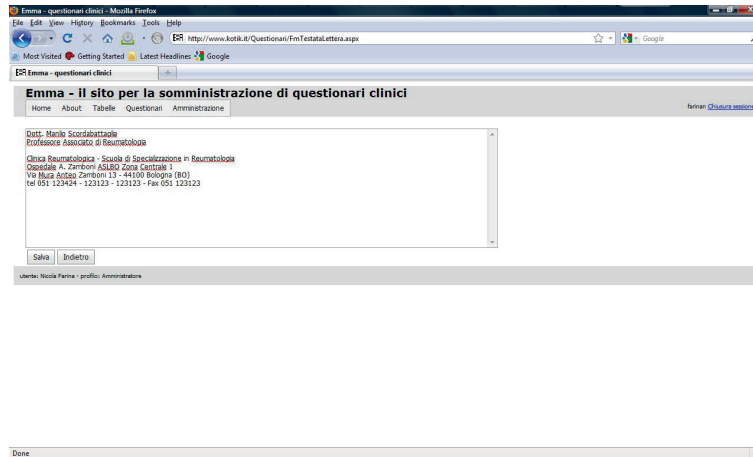 Emma - questionari clinici - Mozilla Firefox
File Edit View History Bookmarks Tools Help
http://www.kotik.it/Questionari/FmTestataLettera.aspx
Google
Most Visited Getting Started Latest Headlines Google
Emma - questionari clinici
Emma - il sito per la somministrazione di questionari clinici
Home About Tabelle Questionari Amministrazione
farinan Chiusura sessione
Dott. Manlio Scordabattaglia
Professore Associato di Reumatologia
Clinica Reumatologica - Scuola di Specializzazione in Reumatologia
Ospedale A. Zamboni ASLBO Zona Centrale 1
Via Mura Anteo Zamboni 13 - 44100 Bologna (BO)
tel 051 123424 - 123123 - 123123 - Fax 051 123123
Salva Indietro
utente: Nicola Farina - profilo: Amministratore
Done